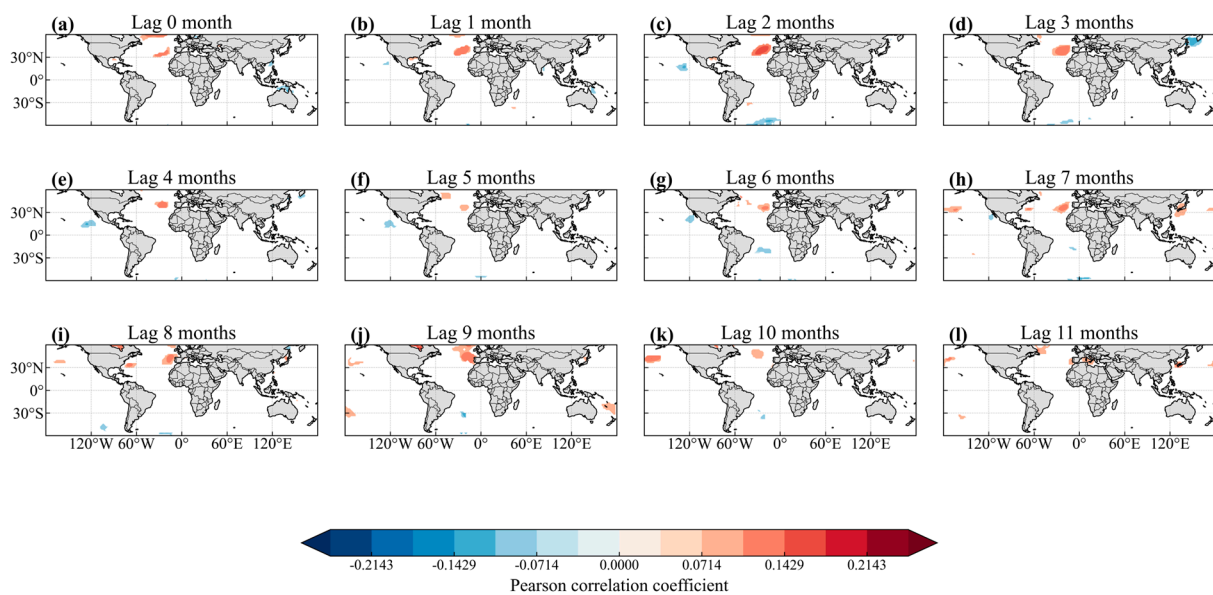 (a) Lag 0 month (b) Lag 1 month (c) Lag 2 months (d) Lag 3 months
30°N
0°
30°S
(e) Lag 4 months (f) Lag 5 months (g) Lag 6 months (h) Lag 7 months
30°N
0°
30°S
(i) Lag 8 months (j) Lag 9 months (k) Lag 10 months (l) Lag 11 months
30°N
0°
30°S
120°W 60°W 0° 60°E 120°E 120°W 60°W 0° 60°E 120°E 120°W 60°W 0° 60°E 120°E 120°W 60°W 0° 60°E 120°E
-0.2143 -0.1429 -0.0714 0.0000 0.0714 0.1429 0.2143
Pearson correlation coefficient